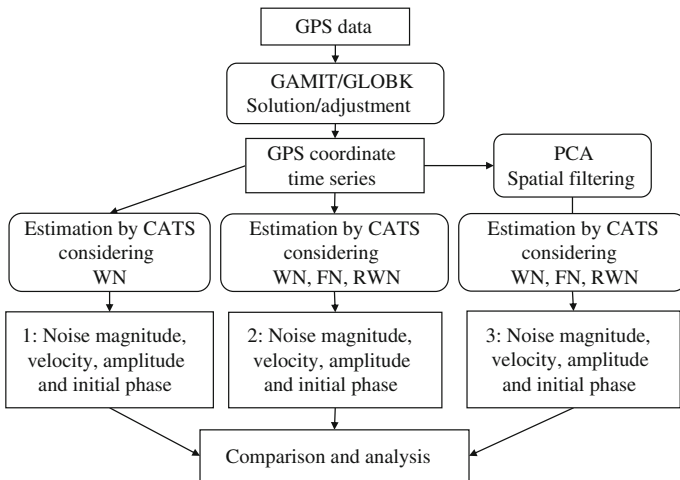 GPS data
GAMIT/GLOBK
Solution/adjustment
GPS coordinate
time series
PCA
Spatial filtering
Estimation by CATS
considering
WN
Estimation by CATS
considering
WN, FN, RWN
Estimation by CATS
considering
WN, FN, RWN
1: Noise magnitude,
velocity, amplitude
and initial phase
2: Noise magnitude,
velocity, amplitude
and initial phase
3: Noise magnitude,
velocity, amplitude
and initial phase
Comparison and analysis